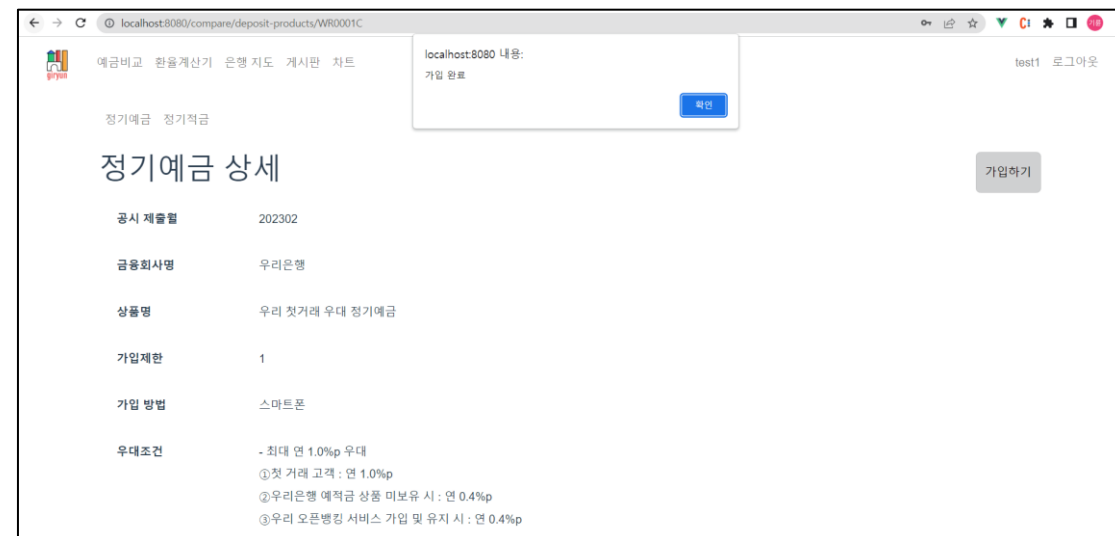 localhost:8080/compare/deposit-products/WR0001C
기륜
giryun
예금비교 환율계산기 은행 지도 게시판 차트
test1 로그아웃
localhost:8080 내용:
가입 완료
확인
정기예금 정기적금
정기예금 상세
가입하기
공시 제출월 202302
금융회사명 우리은행
상품명 우리 첫거래 우대 정기예금
가입제한 1
가입 방법 스마트폰
우대조건 - 최대 연 1.0%p 우대
①첫 거래 고객 : 연 1.0%p
②우리은행 예적금 상품 미보유 시 : 연 0.4%p
③우리 오픈뱅킹 서비스 가입 및 유지 시 : 연 0.4%p